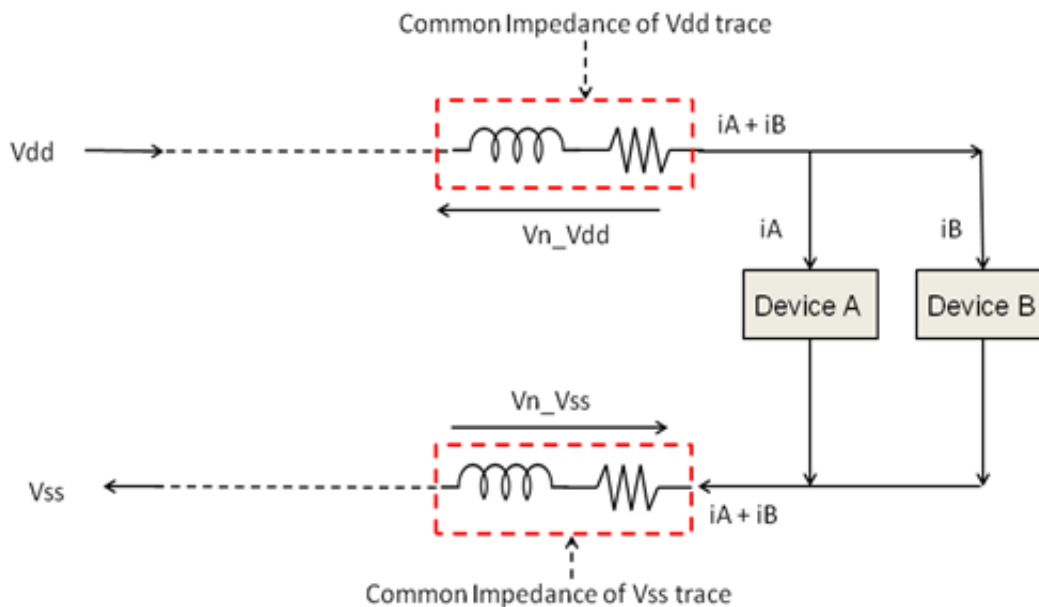 Common Impedance of Vdd trace
iA + iB
Vdd
Vn_Vdd
iA
iB
Device A
Device B
Vn_Vss
Vss
iA + iB
Common Impedance of Vss trace